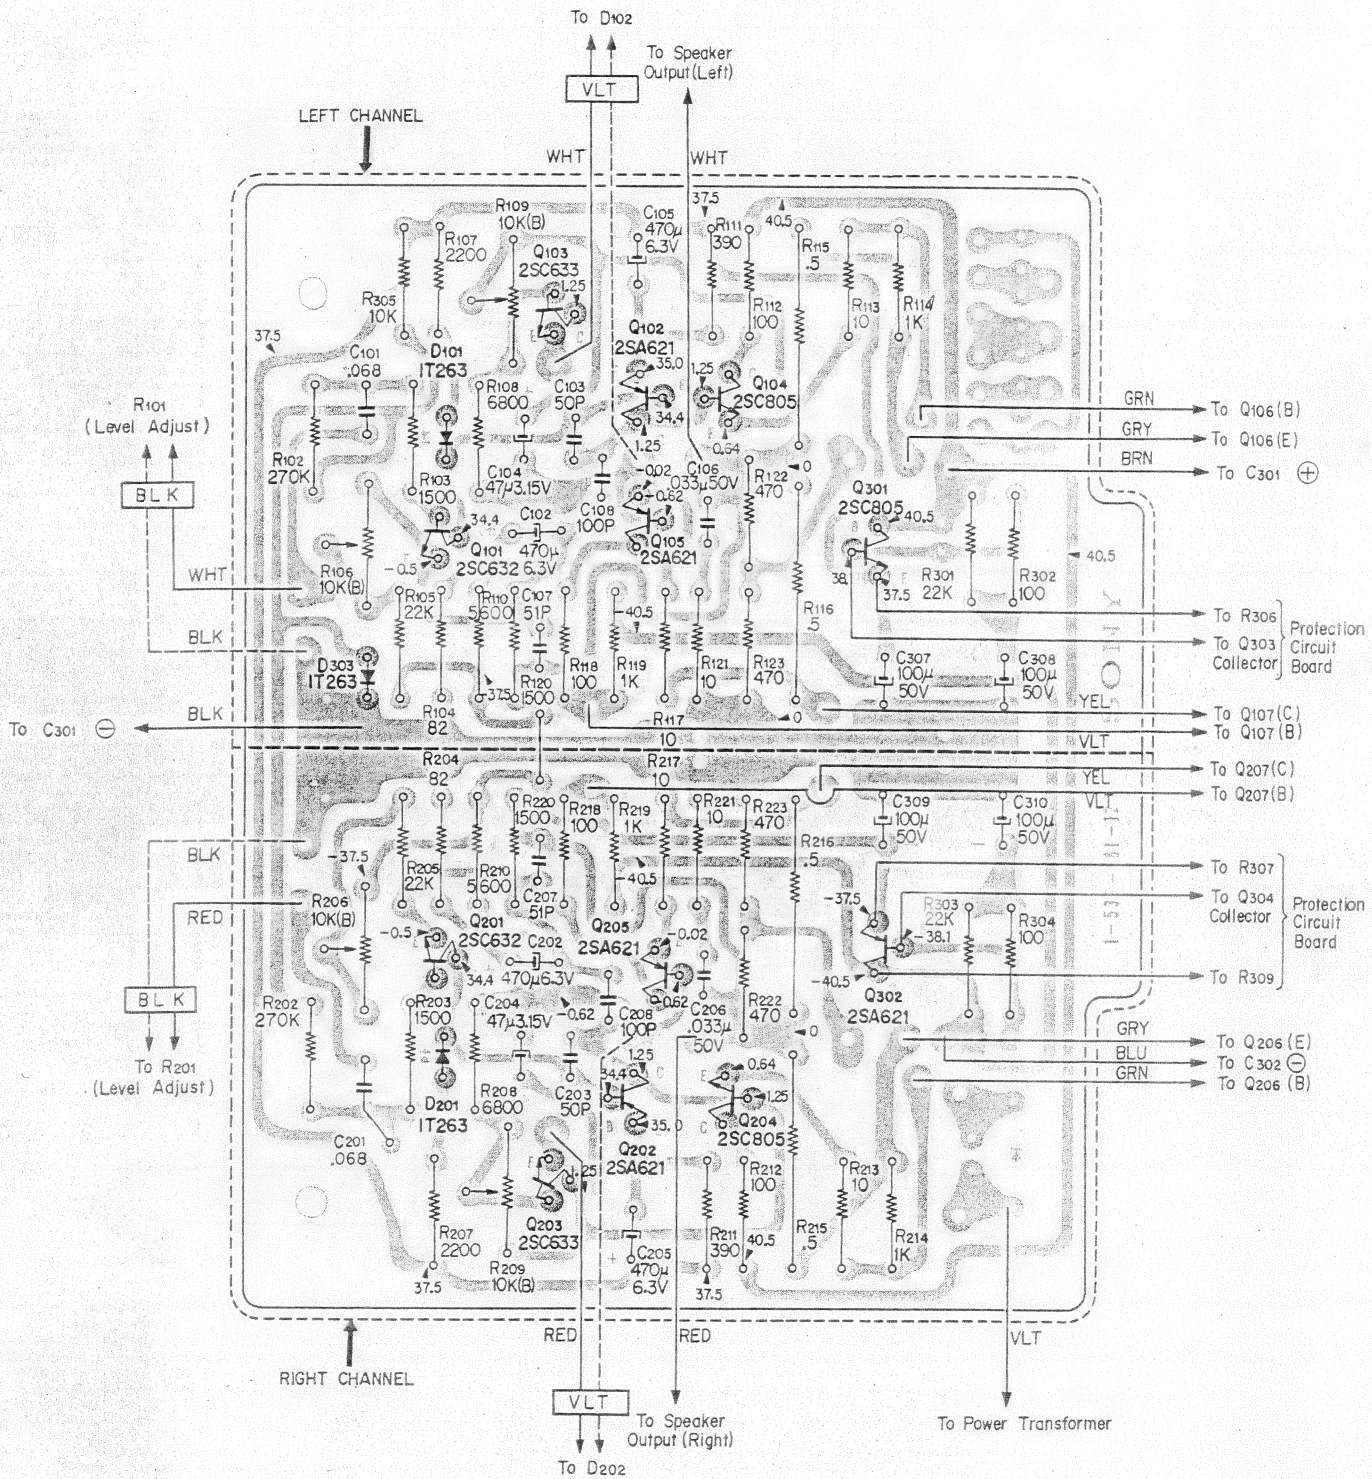 To D102
To Speaker
Output(Left)
VLT
LEFT CHANNEL
WHT
WHT
37.5
40.5
R109
10K(B)
C105
470μ
6.3V
R111
390
R107
2200
Q103
2SC633
R115
.5
1.25
R305
10K
R112
100
R113
10
R114
1K
E
C
Q102
2SA621
37.5
C101
.068
D101
1T263
35.0
1.25
Q104
2SC805
R108
6800
C103
50P
34.4
R101
(Level Adjust)
GRN
To Q106(B)
GRY
To Q106(E)
BRN
To C301 ⊕
1.25
E
0.64
R102
270K
R103
1500
C104
47μ3.15V
-0.02
C106
.033μ50V
R122
470
0
BLK
-0.62
Q301
2SC805
40.5
C108
100P
34.4
C102
470μ
6.3V
Q105
2SA621
Q101
2SC632
-0.5
B
E
38.
37.5
R301
22K
R302
100
40.5
R106
10K(B)
WHT
R105
22K
R110
5,600
C107
51P
-40.5
R116
.5
To R306
To Q303
Collector
Protection
Circuit
Board
BLK
D303
1T263
R118
100
R119
1K
R121
10
R123
470
C307
100μ
50V
C308
100μ
50V
-37.5
R120
1500
SONY
YEL
To Q107(C)
To Q107(B)
VLT
BLK
To C301 ⊖
R104
82
R117
10
0
R204
82
R217
10
YEL
To Q207(C)
VLT
To Q207(B)
R220
1500
R218
100
R219
1K
R221
10
R223
470
C309
100μ
50V
C310
100μ
50V
BLK
R216
.5
-37.5
R205
22K
R210
5,600
-40.5
C207
51P
To R307
To Q304
Collector
Protection
Circuit
Board
RED
R206
10K(B)
Q201
2SC632
Q205
2SA621
-37.5
R303
22K
-38.1
R304
100
-0.5
-0.02
C202
470μ6.3V
34.4
-40.5
To R309
BLK
R202
270K
R203
1500
C204
47μ3.15V
-0.62
-0.62
C208
100P
C206
.033μ
50V
R222
470
Q302
2SA621
0
GRY
To Q206(E)
BLU
To C302 ⊖
GRN
To Q206(B)
To R201
(Level Adjust)
1.25
C
34.4
E
0.64
R208
6800
C203
50P
D201
1T263
1.25
B
35.0
C
Q204
2SC805
C201
.068
Q202
2SA621
1.25
R212
100
R213
10
Q203
2SC633
R207
2200
R209
10K(B)
C205
470μ
6.3V
R211
390
40.5
R215
.5
R214
1K
37.5
37.5
RED
RED
VLT
RIGHT CHANNEL
VLT
To Speaker
Output(Right)
To Power Transformer
To D202